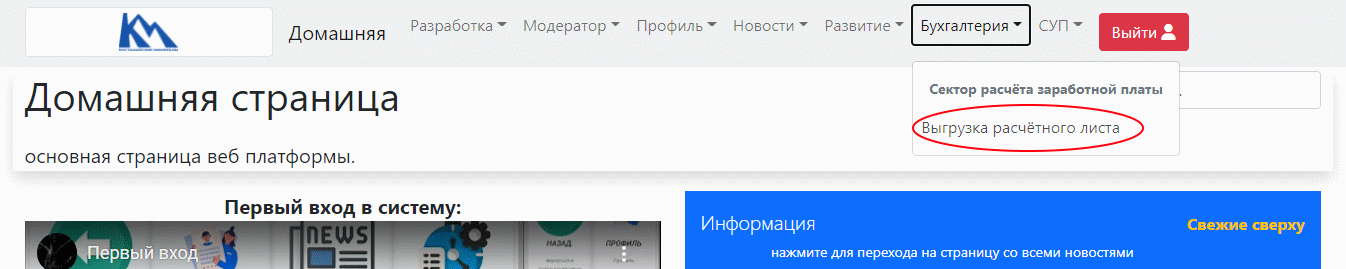 КМ
Домашняя Разработка Модератор Профиль Новости Развитие Бухгалтерия СУП Выйти
Сектор расчёта заработной платы
Выгрузка расчётного листа
Домашняя страница
основная страница веб платформы.
Первый вход в систему:
Первый вход
NEWS
НАЗАД
ПРОФИЛЬ
Информация
Свежие сверху
нажмите для перехода на страницу со всеми новостями